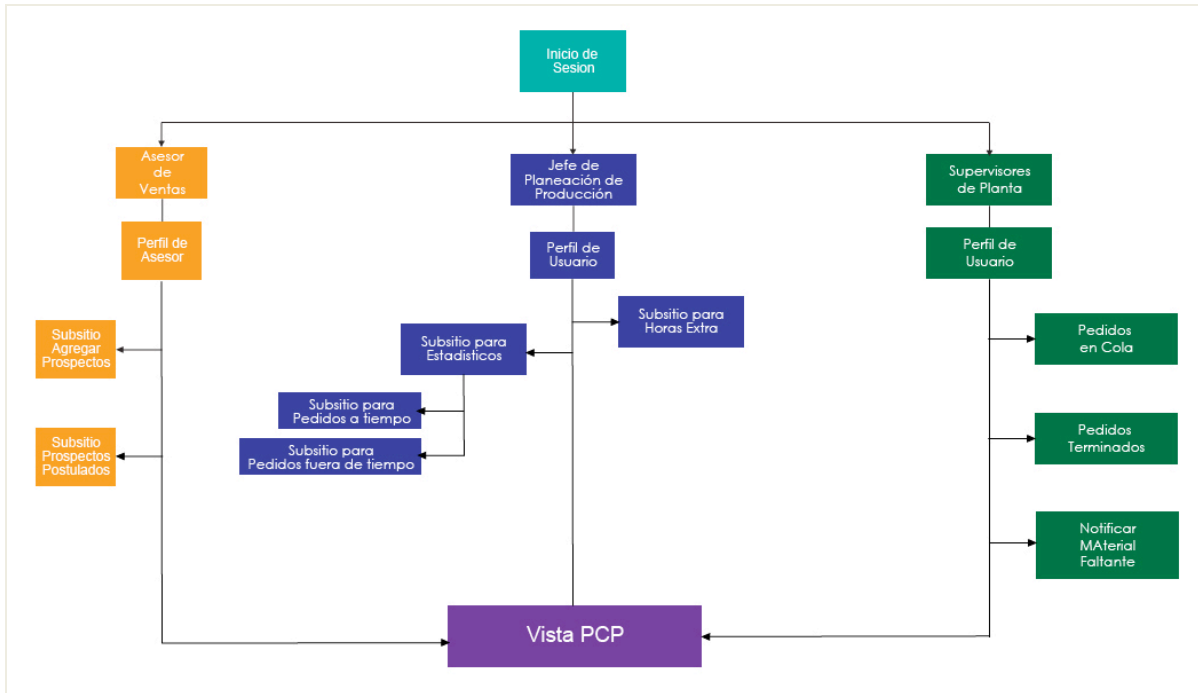 Inicio de
Sesion
Asesor
de
Ventas
Perfil de
Asesor
Subsitio
Agregar
Prospectos
Subsitio
Prospectos
Postulados
Jefe de
Planeación de
Producción
Perfil de
Usuario
Subsitio para
Horas Extra
Subsitio para
Estadisticos
Subsitio para
Pedidos a tiempo
Subsitio para
Pedidos fuera de tiempo
Supervisores
de Planta
Perfil de
Usuario
Pedidos
en Cola
Pedidos
Terminados
Notificar
MAterial
Faltante
Vista PCP